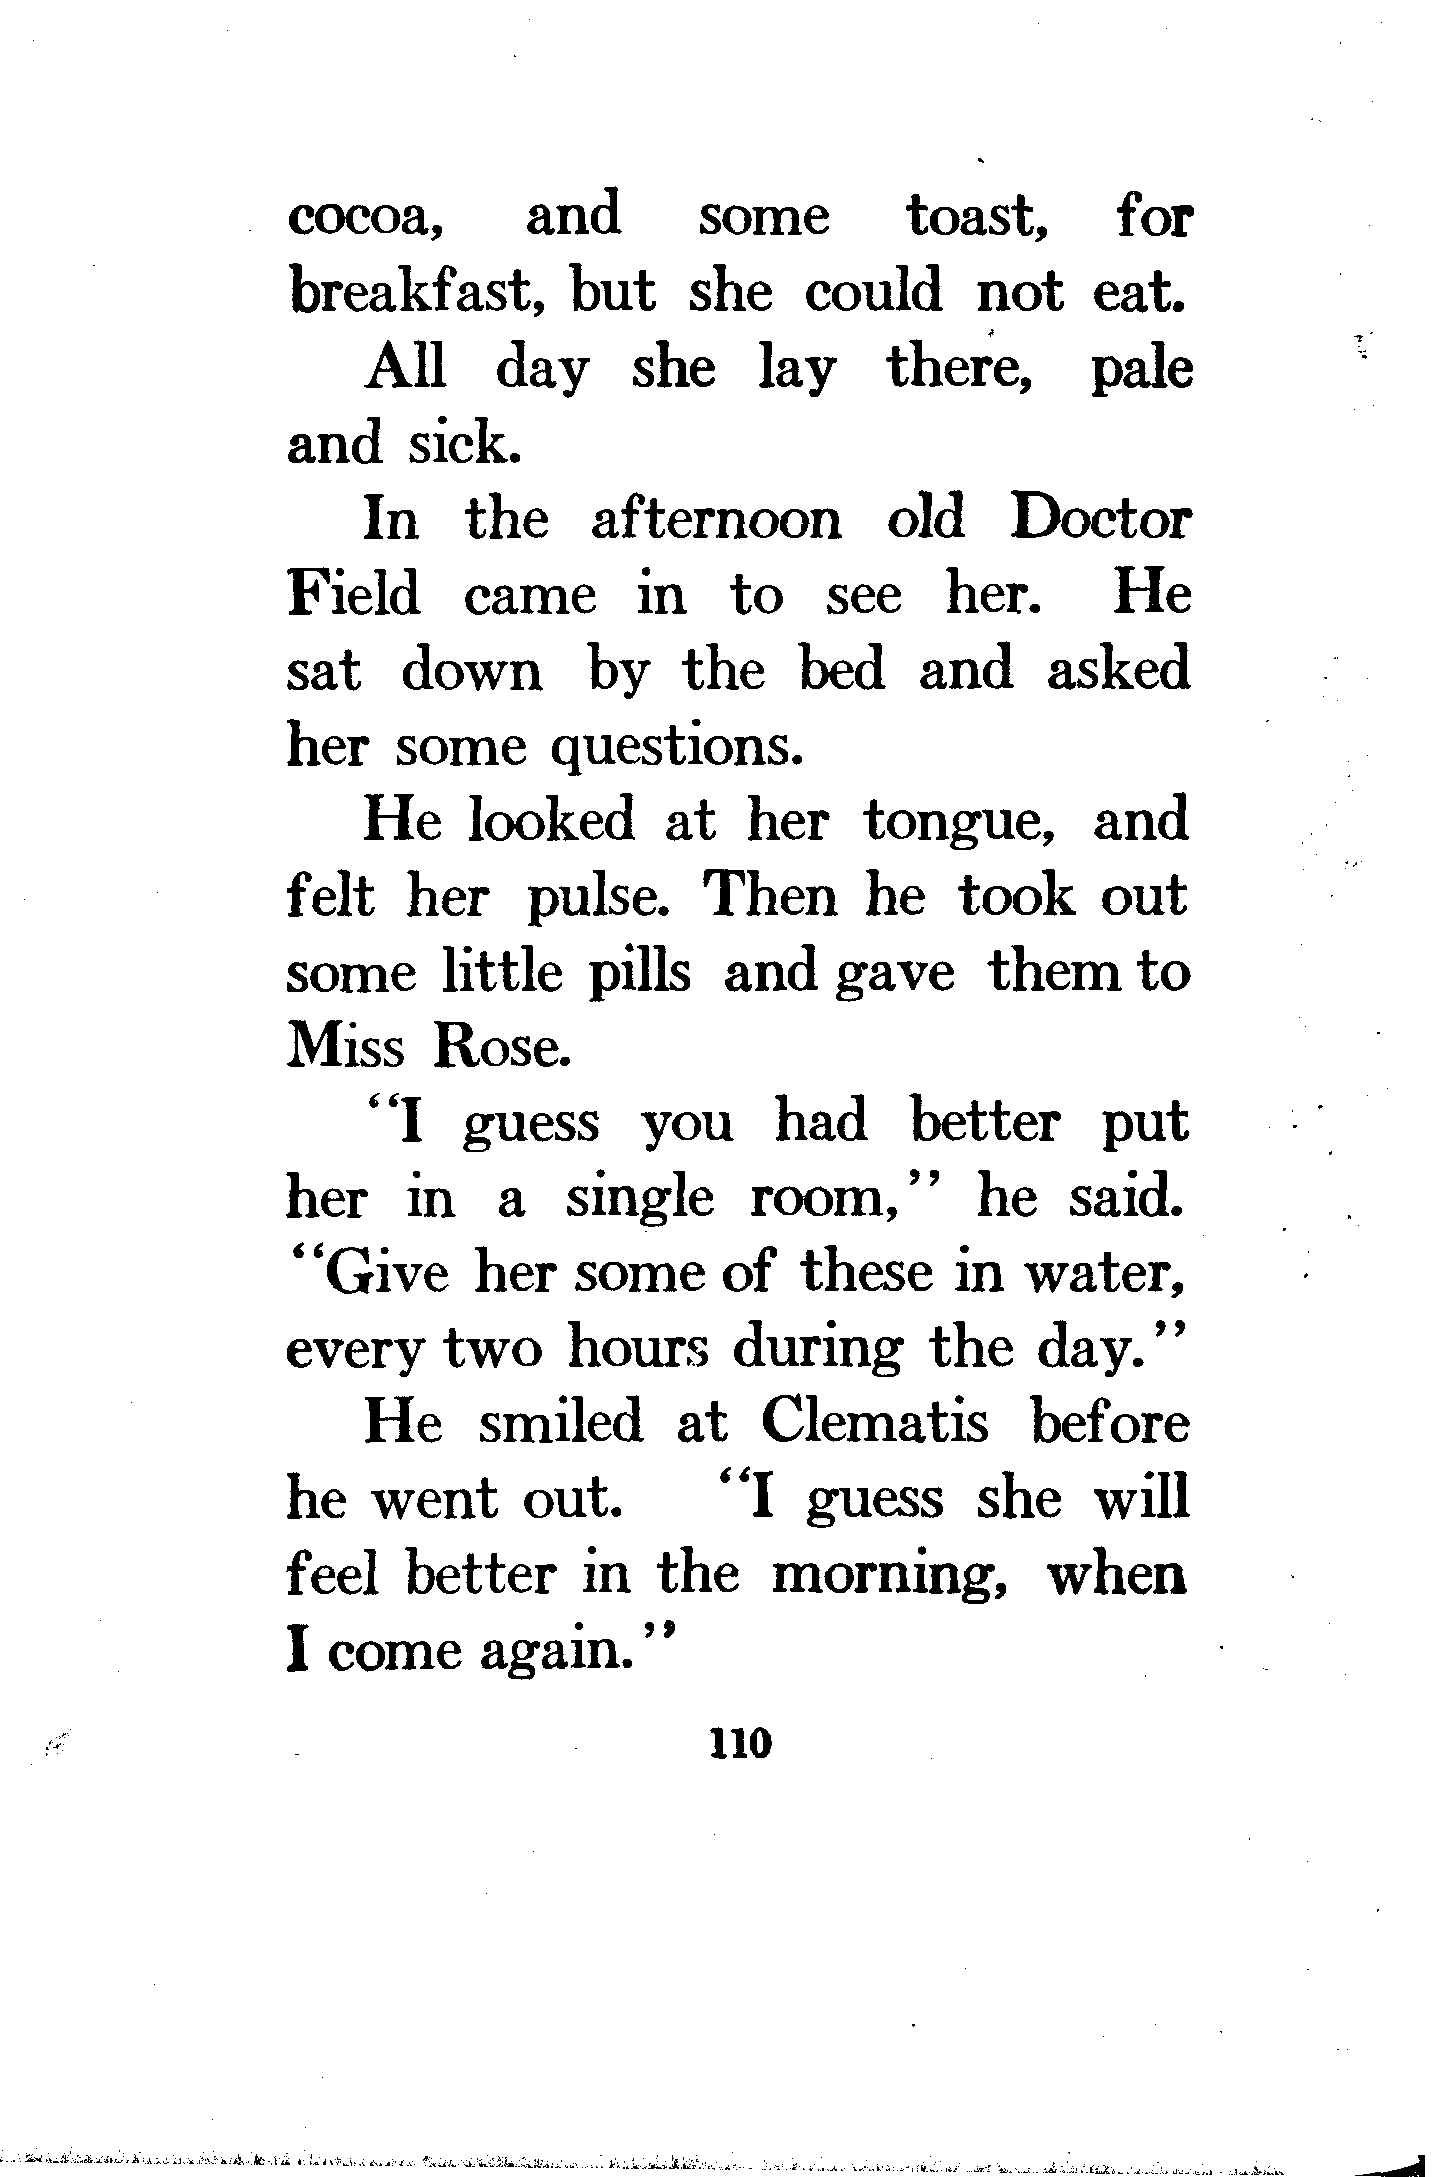 cocoa, and some toast, for
breakfast, but she could not eat.
All day she lay there, pale
and sick.
In the afternoon old Doctor
Field came in to see her. He
sat down by the bed and asked
her some questions.
He looked at her tongue, and
felt her pulse. Then he took out
some little pills and gave them to
Miss Rose.
“I guess you had better put
her in a single room,” he said.
“Give her some of these in water,
every two hours during the day.”
He smiled at Clematis before
he went out. “I guess she will
feel better in the morning, when
I come again.”
110